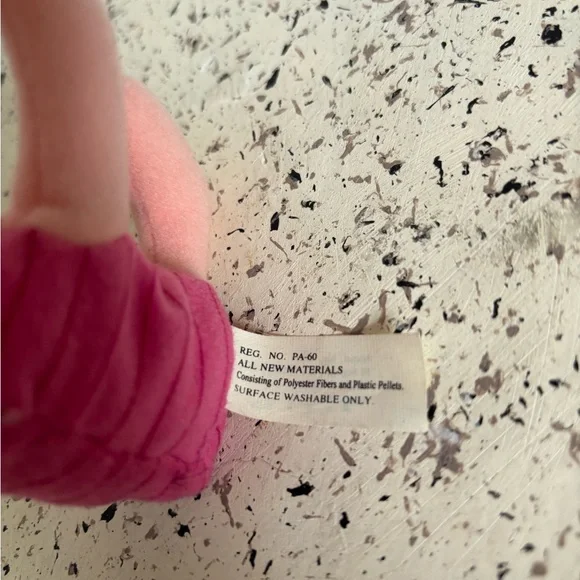 REG. NO. PA-60
ALL NEW MATERIALS
Consisting of Polyester Fibers and Plastic Pellets.
SURFACE WASHABLE ONLY.